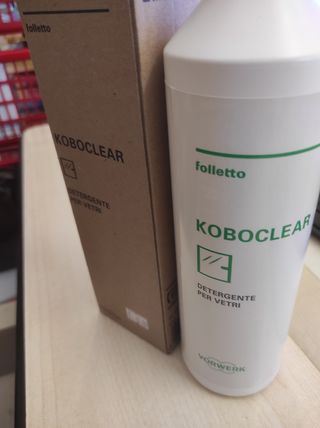 folletto
KOBOCLEAR
DETERGENTE
PER VETRI
folletto
KOBOCLEAR
DETERGENTE
PER VETRI
VORWERK